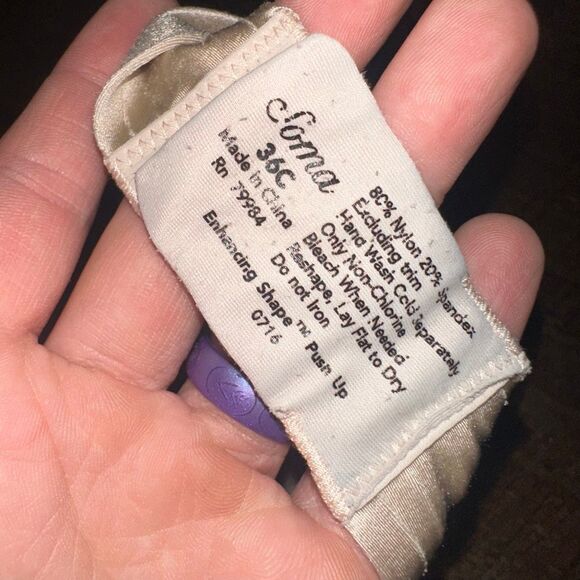 Soma
36C
Made in China
Rn 79984
80% Nylon 20% Spandex
Excluding trim
Hand Wash Cold Separately
Only Non-Chlorine
Bleach When Needed
Reshape, Lay Flat to Dry
Do not Iron
Enhancing Shape™ Push Up
0716